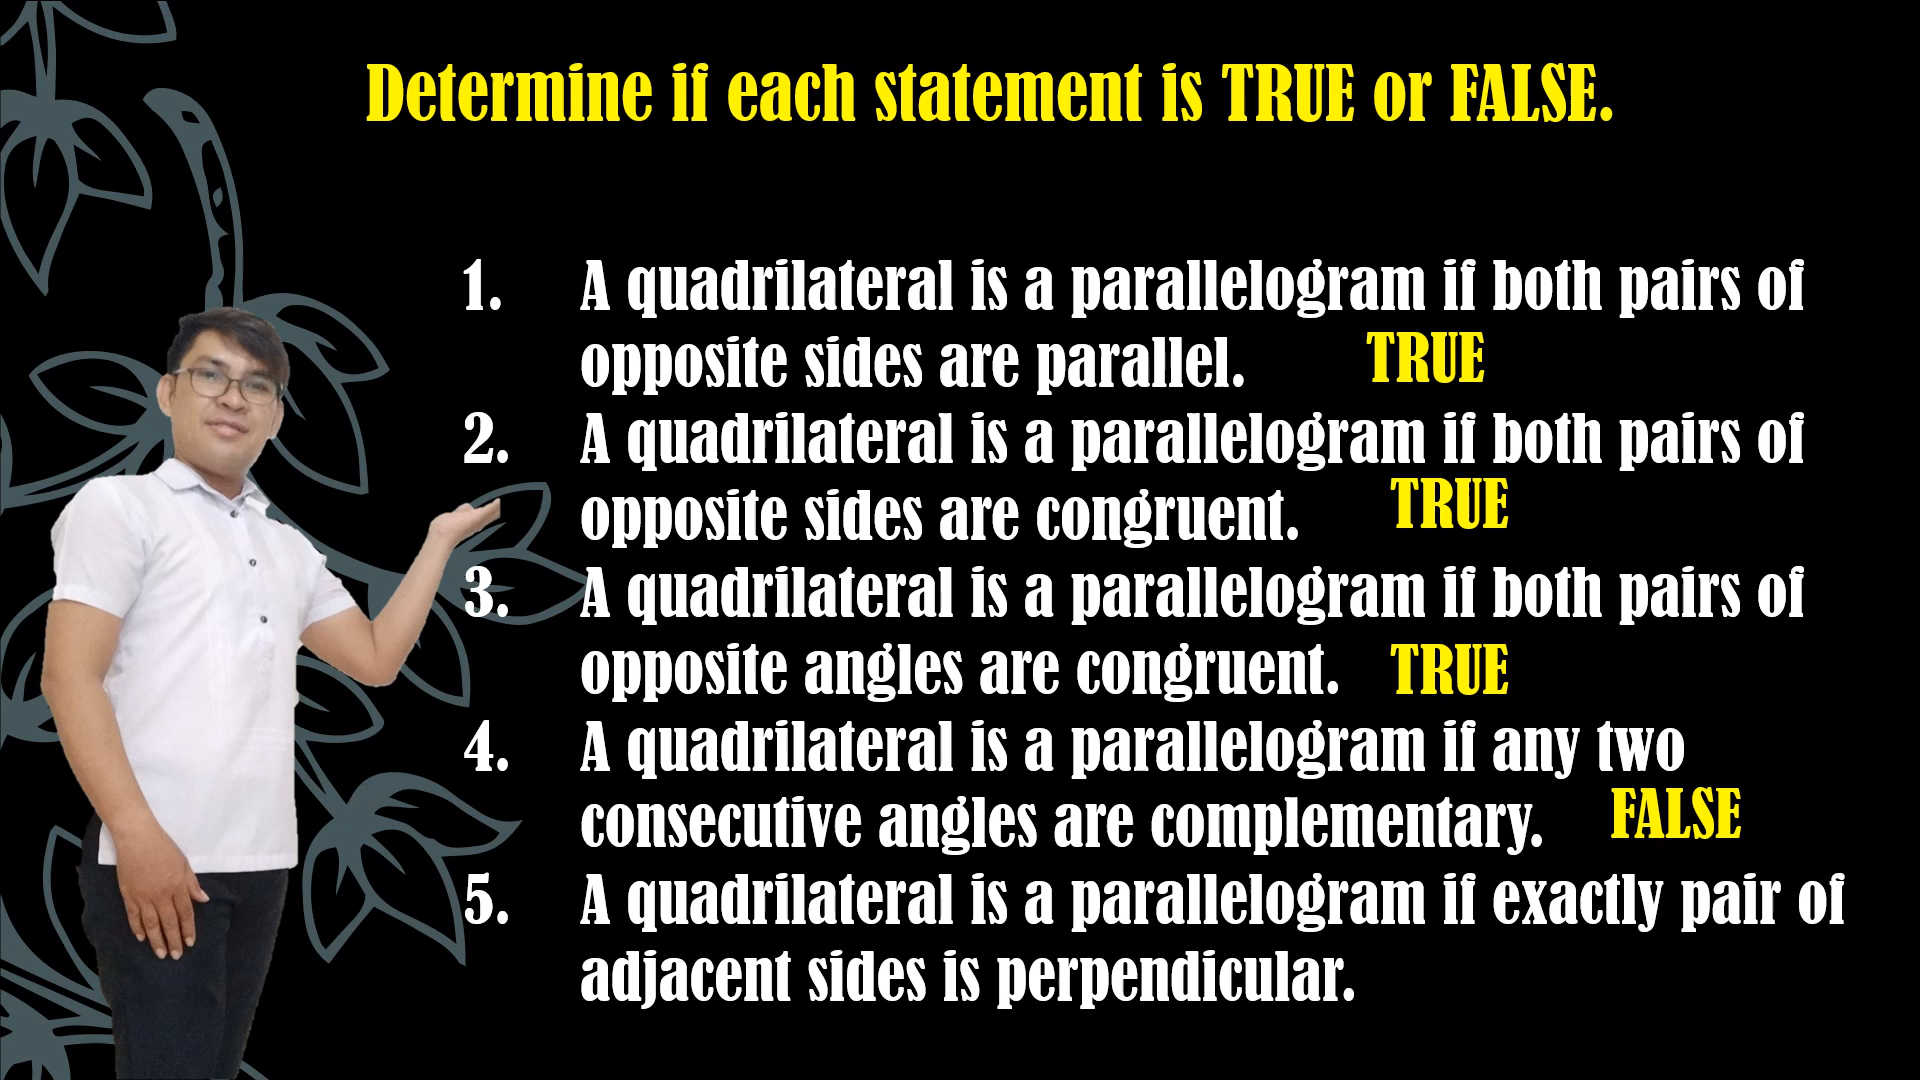 Determine if each statement is TRUE or FALSE.
1. A quadrilateral is a parallelogram if both pairs of
opposite sides are parallel. TRUE
2. A quadrilateral is a parallelogram if both pairs of
opposite sides are congruent. TRUE
3. A quadrilateral is a parallelogram if both pairs of
opposite angles are congruent. TRUE
4. A quadrilateral is a parallelogram if any two
consecutive angles are complementary. FALSE
5. A quadrilateral is a parallelogram if exactly pair of
adjacent sides is perpendicular.